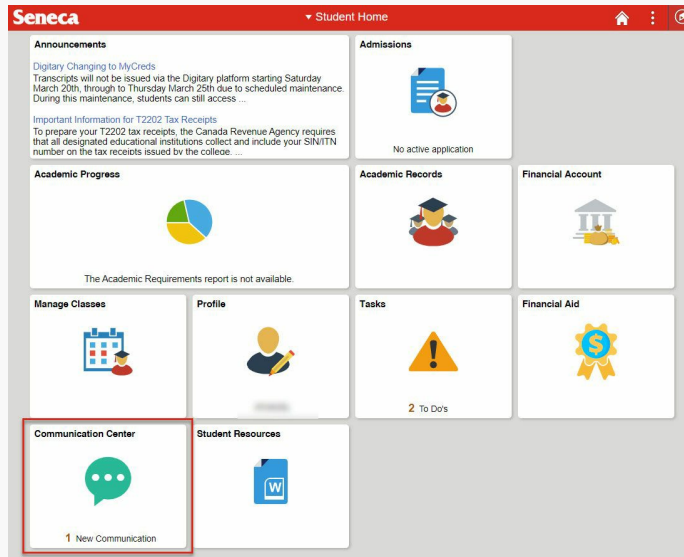 Seneca
▾ Student Home
Announcements
Digitary Changing to MyCreds
Transcripts will not be issued via the Digitary platform starting Saturday
March 20th, through to Thursday March 25th due to scheduled maintenance.
During this maintenance, students can still access ...
Important Information for T2202 Tax Receipts
To prepare your T2202 tax receipts, the Canada Revenue Agency requires
that all designated educational institutions collect and include your SIN/ITN
number on the tax receipts issued by the college. ...
Admissions
No active application
Academic Progress
The Academic Requirements report is not available.
Academic Records
Financial Account
Manage Classes
Profile
Tasks
2 To Do's
Financial Aid
Communication Center
1 New Communication
Student Resources
W